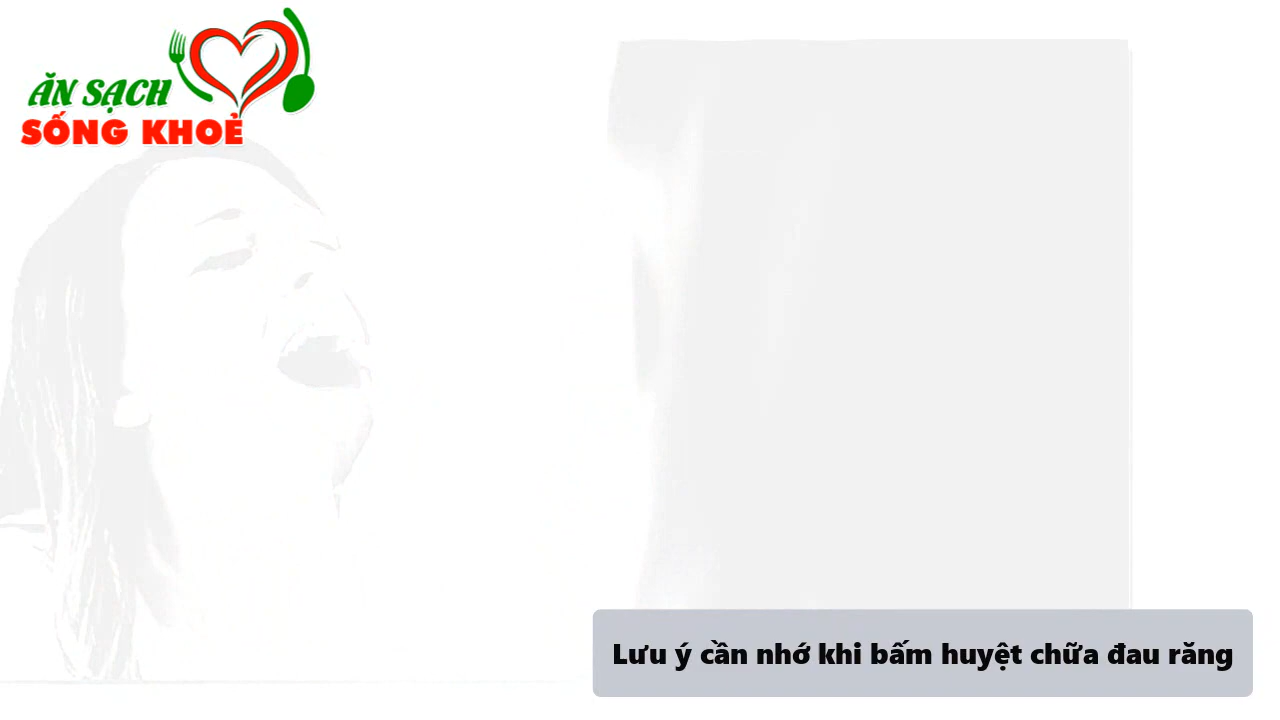 ĂN SẠCH
SỐNG KHOẺ
Lưu ý cần nhớ khi bấm huyệt chữa đau răng